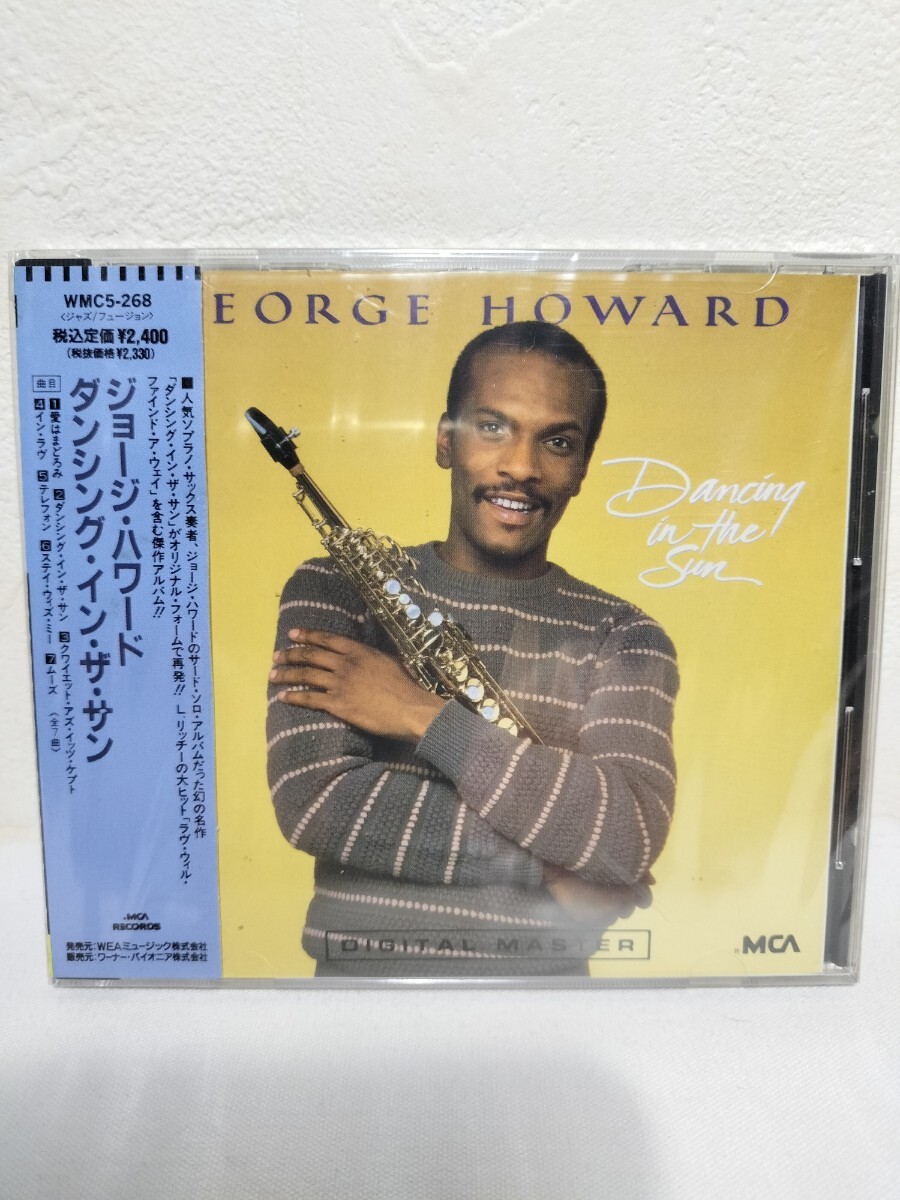 WMC5-268
〈ジャズ/フュージョン〉
税込定価¥2,400
(税抜価格¥2,330)
■人気ソプラノ・サックス奏者、ジョージ・ハワードのサード・ソロ・アルバムだった幻の名作
「ダンシング・イン・ザ・サン」がオリジナル・フォームで再発!! L.リッチーの大ヒット「ラヴ・ウィル・
ファインド・ア・ウェイ」を含む傑作アルバム!!
ジョージ・ハワード
ダンシング・イン・ザ・サン
曲目
1愛はまどろみ 2ダンシング・イン・ザ・サン 3クワイエット・アズ・イッツ・ケプト
4イン・ラヴ 5テレフォン 6ステイ・ウィズ・ミー 7ムーズ 〈全7曲〉
MCA
RECORDS
発売元:WEAミュージック株式会社
販売元:ワーナー・パイオニア株式会社
EORGE HOWARD
Dancing
in the
Sun
DIGITAL MASTER
MCA